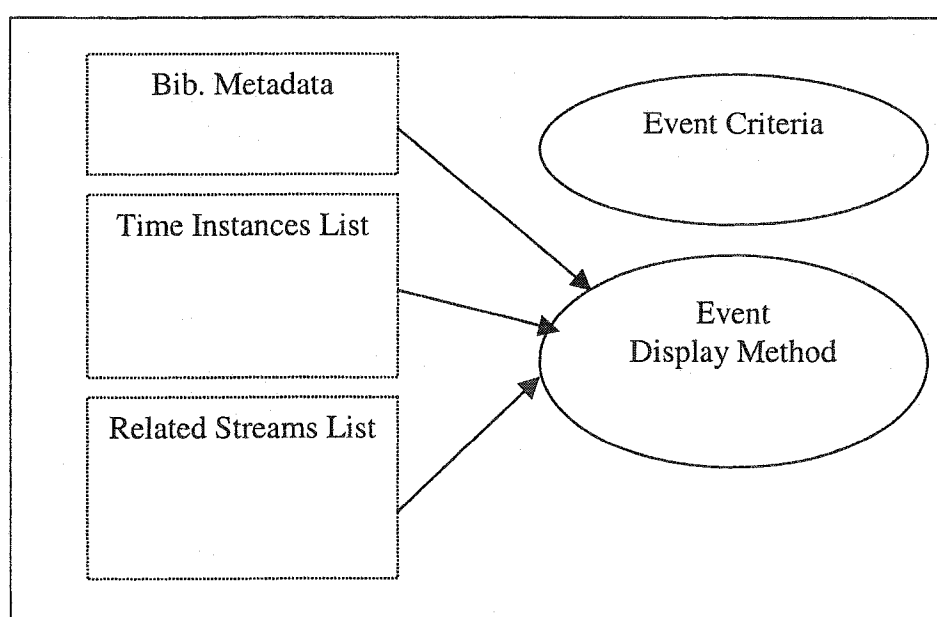 Bib. Metadata
Event Criteria
Time Instances List
Event
Display Method
Related Streams List